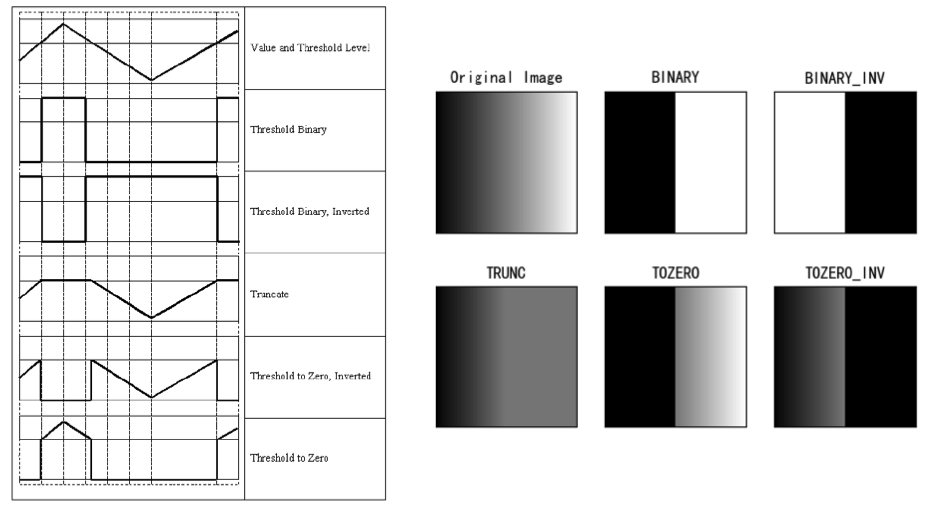 Value and Threshold Level
Threshold Binary
Threshold Binary, Inverted
Truncate
Threshold to Zero, Inverted
Threshold to Zero
Original Image
BINARY
BINARY_INV
TRUNC
TOZERO
TOZERO_INV